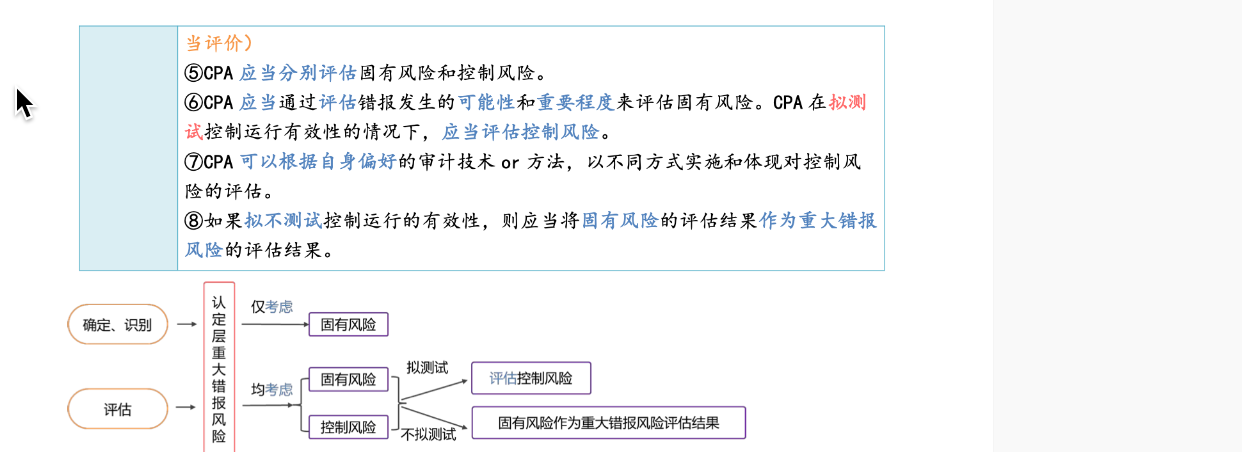 当评价）
⑤CPA 应当分别评估固有风险和控制风险。
⑥CPA 应当通过评估错报发生的可能性和重要程度来评估固有风险。CPA 在拟测
试控制运行有效性的情况下，应当评估控制风险。
⑦CPA 可以根据自身偏好的审计技术 or 方法，以不同方式实施和体现对控制风
险的评估。
⑧如果拟不测试控制运行的有效性，则应当将固有风险的评估结果作为重大错报
风险的评估结果。
确定、识别
认定层重大错报风险
仅考虑
固有风险
评估
均考虑
固有风险
控制风险
拟测试
评估控制风险
不拟测试
固有风险作为重大错报风险评估结果